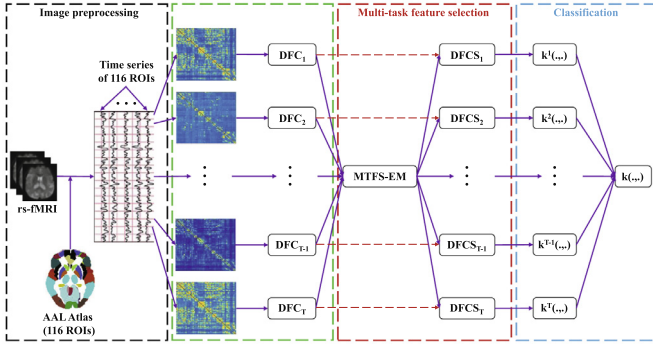 Image preprocessing
Multi-task feature selection
Classification
Time series
of 116 ROIs
rs-fMRI
AAL Atlas
(116 ROIs)
DFC1
DFC2
DFCT-1
DFCT
MTFS-EM
DFCS1
DFCS2
DFCST-1
DFCST
k1(.,.)
k2(.,.)
kT-1(.,.)
kT(.,.)
k(.,.)